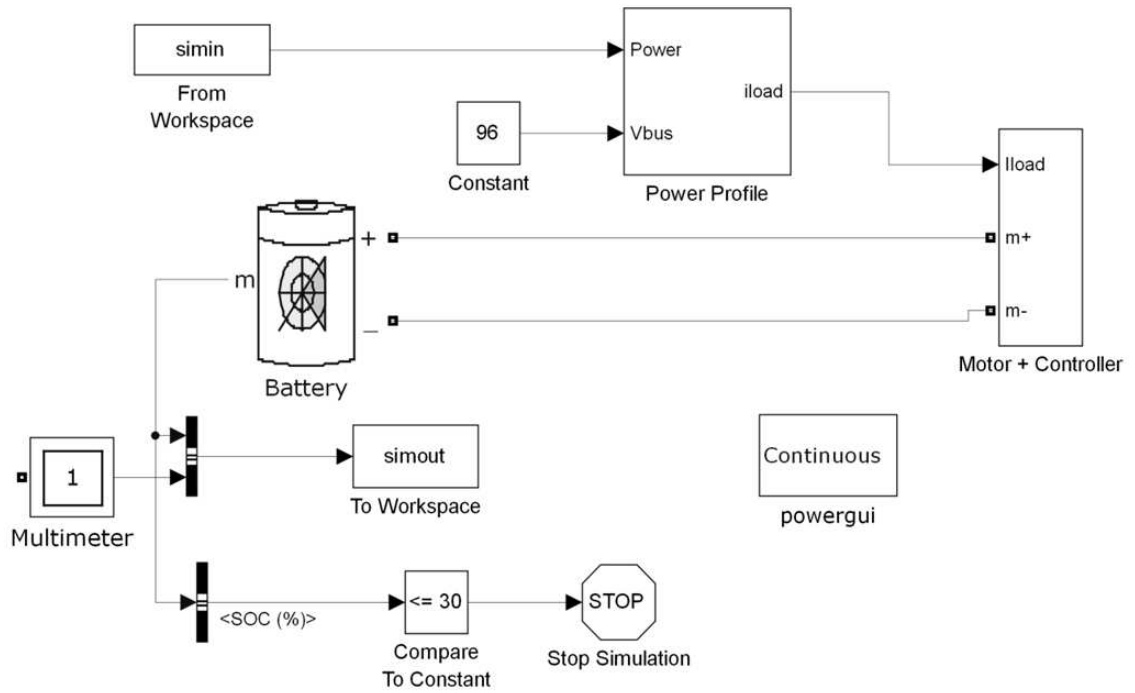 simin
From
Workspace
Power
iload
Vbus
Power Profile
96
Constant
Iload
m+
m-
Motor + Controller
+
m
_
Battery
1
Multimeter
simout
To Workspace
Continuous
powergui
<SOC (%)>
<= 30
Compare
To Constant
STOP
Stop Simulation